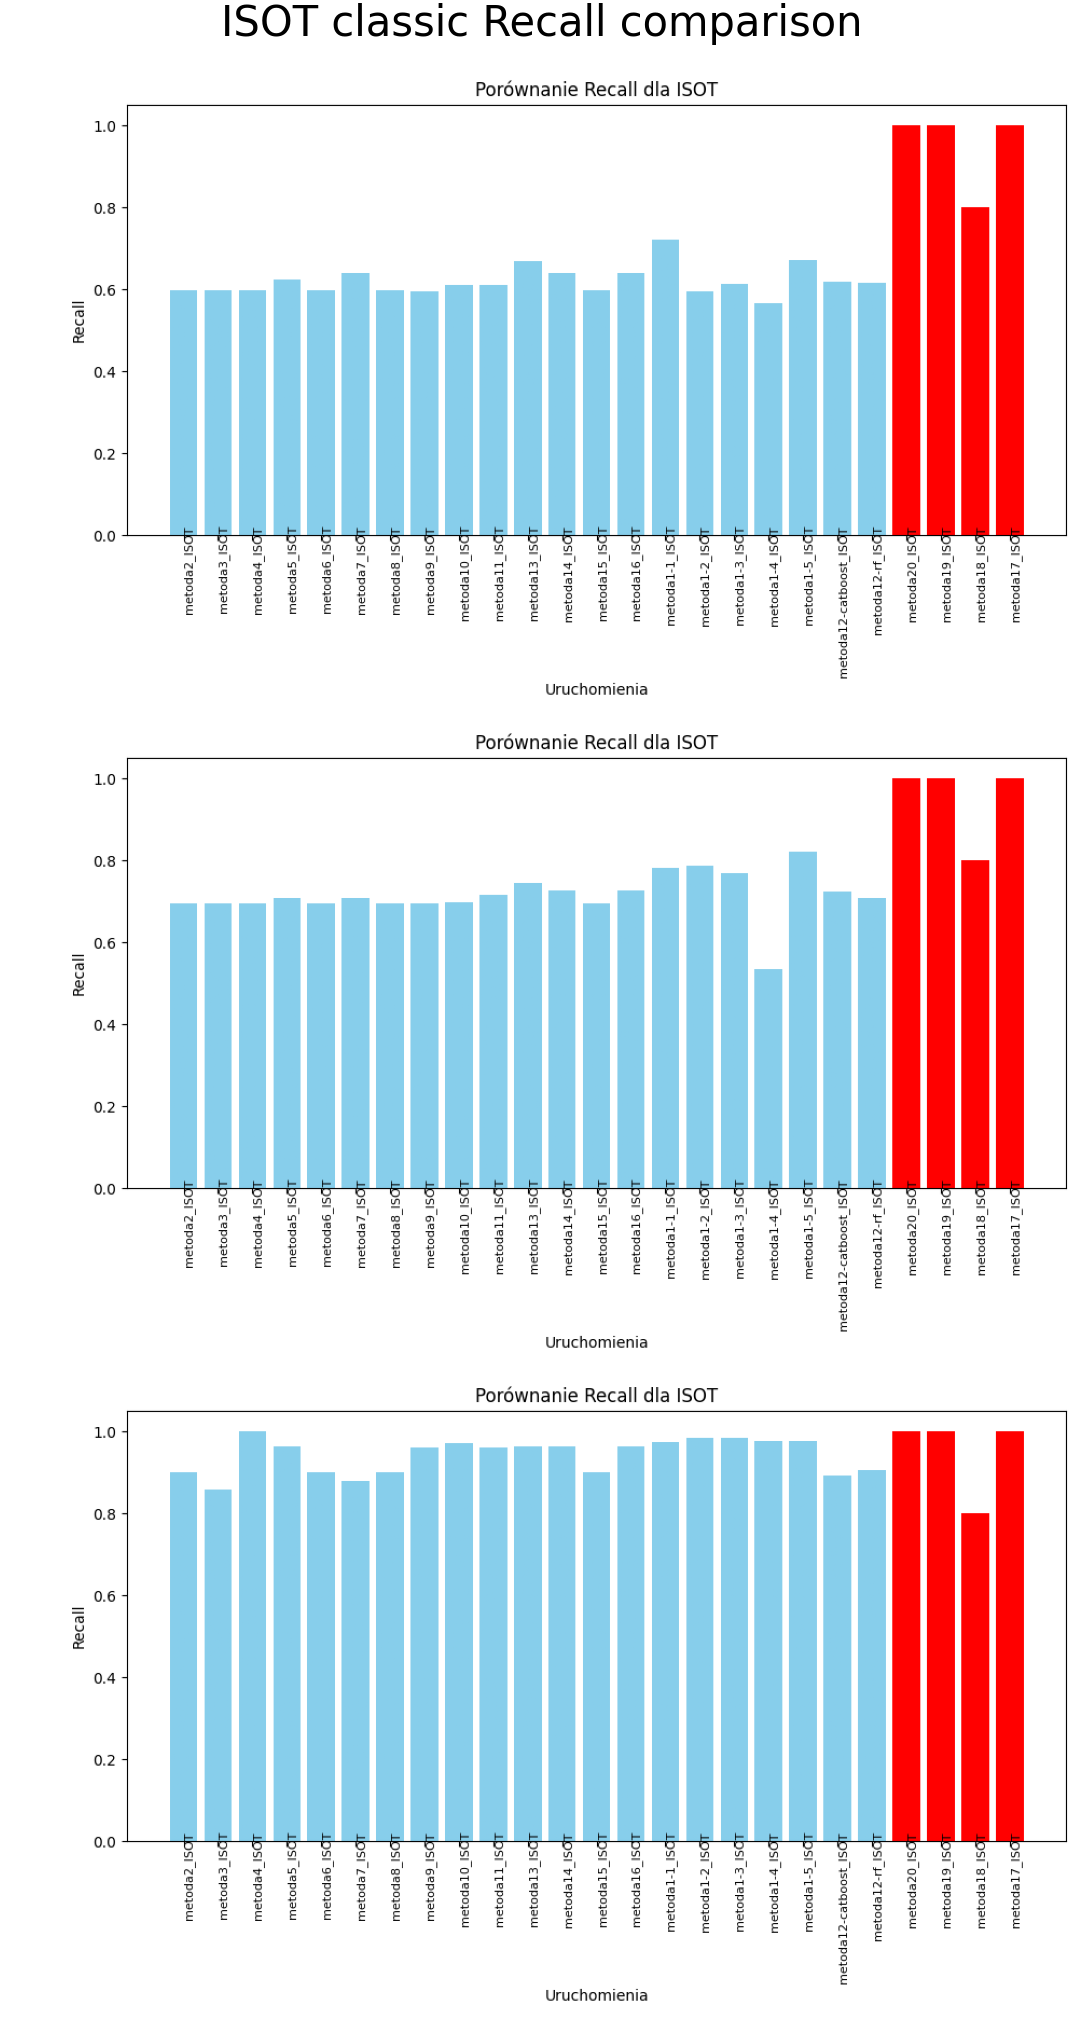 ISOT classic Recall comparison
Porównanie Recall dla ISOT
1.0
0.8
0.6
0.4
0.2
0.0
Recall
metoda2_ISOT
metoda3_ISOT
metoda4_ISOT
metoda5_ISOT
metoda6_ISOT
metoda7_ISOT
metoda8_ISOT
metoda9_ISOT
metoda10_ISOT
metoda11_ISOT
metoda13_ISOT
metoda14_ISOT
metoda15_ISOT
metoda16_ISOT
metoda1-1_ISOT
metoda1-2_ISOT
metoda1-3_ISOT
metoda1-4_ISOT
metoda1-5_ISOT
metoda12-catboost_ISOT
metoda12-rf_ISOT
metoda20_ISOT
metoda19_ISOT
metoda18_ISOT
metoda17_ISOT
Uruchomienia
Porównanie Recall dla ISOT
1.0
0.8
0.6
0.4
0.2
0.0
Recall
metoda2_ISOT
metoda3_ISOT
metoda4_ISOT
metoda5_ISOT
metoda6_ISOT
metoda7_ISOT
metoda8_ISOT
metoda9_ISOT
metoda10_ISOT
metoda11_ISOT
metoda13_ISOT
metoda14_ISOT
metoda15_ISOT
metoda16_ISOT
metoda1-1_ISOT
metoda1-2_ISOT
metoda1-3_ISOT
metoda1-4_ISOT
metoda1-5_ISOT
metoda12-catboost_ISOT
metoda12-rf_ISOT
metoda20_ISOT
metoda19_ISOT
metoda18_ISOT
metoda17_ISOT
Uruchomienia
Porównanie Recall dla ISOT
1.0
0.8
0.6
0.4
0.2
0.0
Recall
metoda2_ISOT
metoda3_ISOT
metoda4_ISOT
metoda5_ISOT
metoda6_ISOT
metoda7_ISOT
metoda8_ISOT
metoda9_ISOT
metoda10_ISOT
metoda11_ISOT
metoda13_ISOT
metoda14_ISOT
metoda15_ISOT
metoda16_ISOT
metoda1-1_ISOT
metoda1-2_ISOT
metoda1-3_ISOT
metoda1-4_ISOT
metoda1-5_ISOT
metoda12-catboost_ISOT
metoda12-rf_ISOT
metoda20_ISOT
metoda19_ISOT
metoda18_ISOT
metoda17_ISOT
Uruchomienia